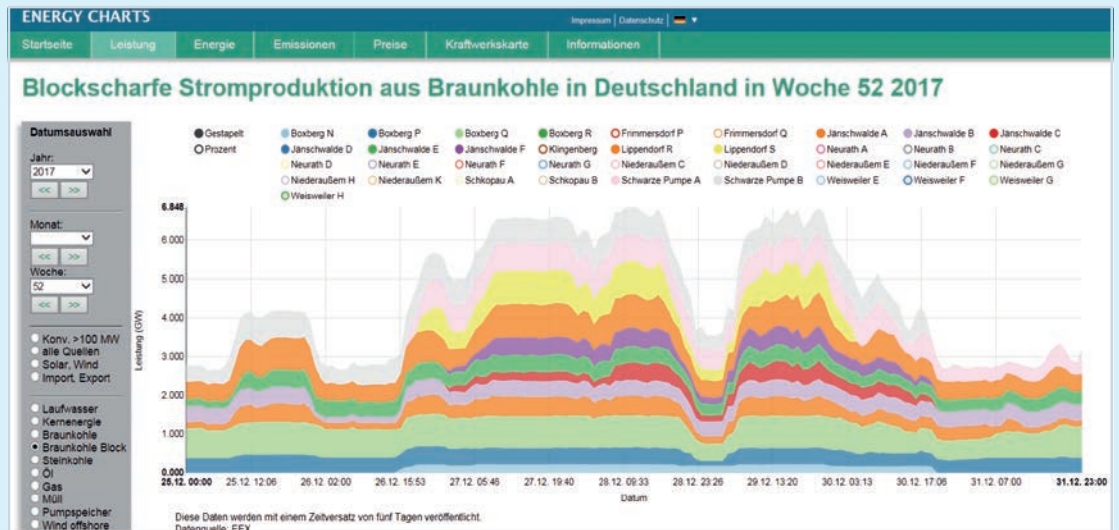 ENERGY CHARTS
Impressum | Datenschutz |
Startseite Leistung Energie Emissionen Preise Kraftwerkskarte Informationen
Blockscharfe Stromproduktion aus Braunkohle in Deutschland in Woche 52 2017
Datumsauswahl
Jahr:
2017
<< >>
Monat:
<< >>
Woche:
52
<< >>
Konv. >100 MW
alle Quellen
Solar, Wind
Import, Export
Laufwasser
Kernenergie
Braunkohle
Braunkohle Block
Steinkohle
Öl
Gas
Müll
Pumpspeicher
Wind offshore
Gestapelt Boxberg N Boxberg P Boxberg Q Boxberg R Frimmersdorf P Frimmersdorf Q Jänschwalde A Jänschwalde B Jänschwalde C
Prozent Jänschwalde D Jänschwalde E Jänschwalde F Klingenberg Lippendorf R Lippendorf S Neurath A Neurath B Neurath C
Neurath D Neurath E Neurath F Neurath G Niederaußem C Niederaußem D Niederaußem E Niederaußem F Niederaußem G
Niederaußem H Niederaußem K Schkopau A Schkopau B Schwarze Pumpe A Schwarze Pumpe B Weisweiler E Weisweiler F Weisweiler G
Weisweiler H
Leistung (GW)
6.848
6.000
5.000
4.000
3.000
2.000
1.000
0.000
25.12. 00:00 25.12. 12:06 26.12. 02:00 26.12. 15:53 27.12. 05:46 27.12. 19:40 28.12. 09:33 28.12. 23:26 29.12. 13:20 30.12. 03:13 30.12. 17:06 31.12. 07:00 31.12. 23:00
Datum
Diese Daten werden mit einem Zeitversatz von fünf Tagen veröffentlicht.
Datenquelle: EEX